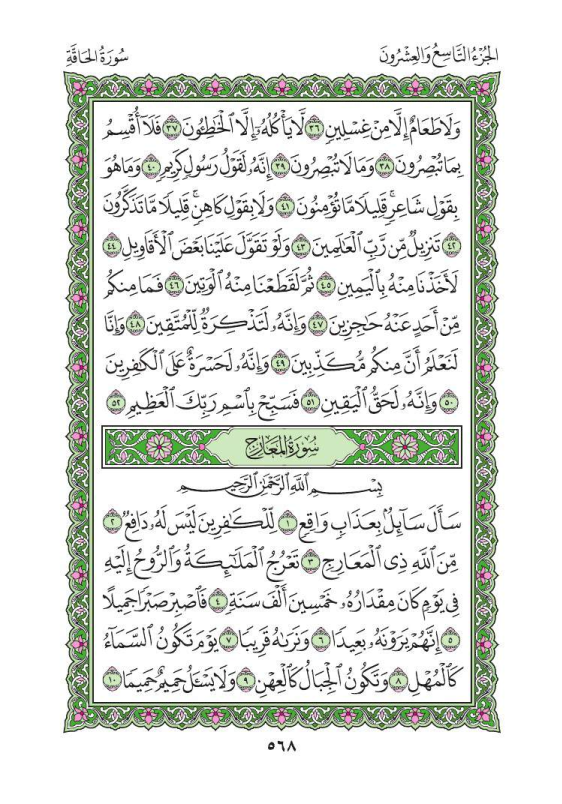 الجُزْءُ التَّاسِعُ وَالعِشْرُونَ
سُورَةُ الحَاقَّةِ
وَلَا طَعَامٌ إِلَّا مِنْ غِسْلِينٍ ٣٦ لَّا يَأْكُلُهُۥٓ إِلَّا ٱلْخَـٰطِـُٔونَ ٣٧ فَلَآ أُقْسِمُ
بِمَا تُبْصِرُونَ ٣٨ وَمَا لَا تُبْصِرُونَ ٣٩ إِنَّهُۥ لَقَوْلُ رَسُولٍ كَرِيمٍ ٤٠ وَمَا هُوَ
بِقَوْلِ شَاعِرٍ ۚ قَلِيلًا مَّا تُؤْمِنُونَ ٤١ وَلَا بِقَوْلِ كَاهِنٍ ۚ قَلِيلًا مَّا تَذَكَّرُونَ
٤٢ تَنزِيلٌ مِّن رَّبِّ ٱلْعَـٰلَمِينَ ٤٣ وَلَوْ تَقَوَّلَ عَلَيْنَا بَعْضَ ٱلْأَقَاوِيلِ ٤٤
لَأَخَذْنَا مِنْهُ بِٱلْيَمِينِ ٤٥ ثُمَّ لَقَطَعْنَا مِنْهُ ٱلْوَتِينَ ٤٦ فَمَا مِنكُم
مِّنْ أَحَدٍ عَنْهُ حَـٰجِزِينَ ٤٧ وَإِنَّهُۥ لَتَذْكِرَةٌ لِّلْمُتَّقِينَ ٤٨ وَإِنَّا
لَنَعْلَمُ أَنَّ مِنكُم مُّكَذِّبِينَ ٤٩ وَإِنَّهُۥ لَحَسْرَةٌ عَلَى ٱلْكَـٰفِرِينَ
٥٠ وَإِنَّهُۥ لَحَقُّ ٱلْيَقِينِ ٥١ فَسَبِّحْ بِٱسْمِ رَبِّكَ ٱلْعَظِيمِ ٥٢
سُورَةُ المَعَارِجِ
بِسْمِ ٱللَّهِ ٱلرَّحْمَـٰنِ ٱلرَّحِيمِ
سَأَلَ سَآئِلٌۢ بِعَذَابٍ وَاقِعٍ ١ لِّلْكَـٰفِرِينَ لَيْسَ لَهُۥ دَافِعٌ ٢
مِّنَ ٱللَّهِ ذِى ٱلْمَعَارِجِ ٣ تَعْرُجُ ٱلْمَلَـٰٓئِكَةُ وَٱلرُّوحُ إِلَيْهِ
فِى يَوْمٍ كَانَ مِقْدَارُهُۥ خَمْسِينَ أَلْفَ سَنَةٍ ٤ فَٱصْبِرْ صَبْرًا جَمِيلًا
٥ إِنَّهُمْ يَرَوْنَهُۥ بَعِيدًا ٦ وَنَرَىٰهُ قَرِيبًا ٧ يَوْمَ تَكُونُ ٱلسَّمَآءُ
كَٱلْمُهْلِ ٨ وَتَكُونُ ٱلْجِبَالُ كَٱلْعِهْنِ ٩ وَلَا يَسْـَٔلُ حَمِيمٌ حَمِيمًا ١٠
٥٦٨